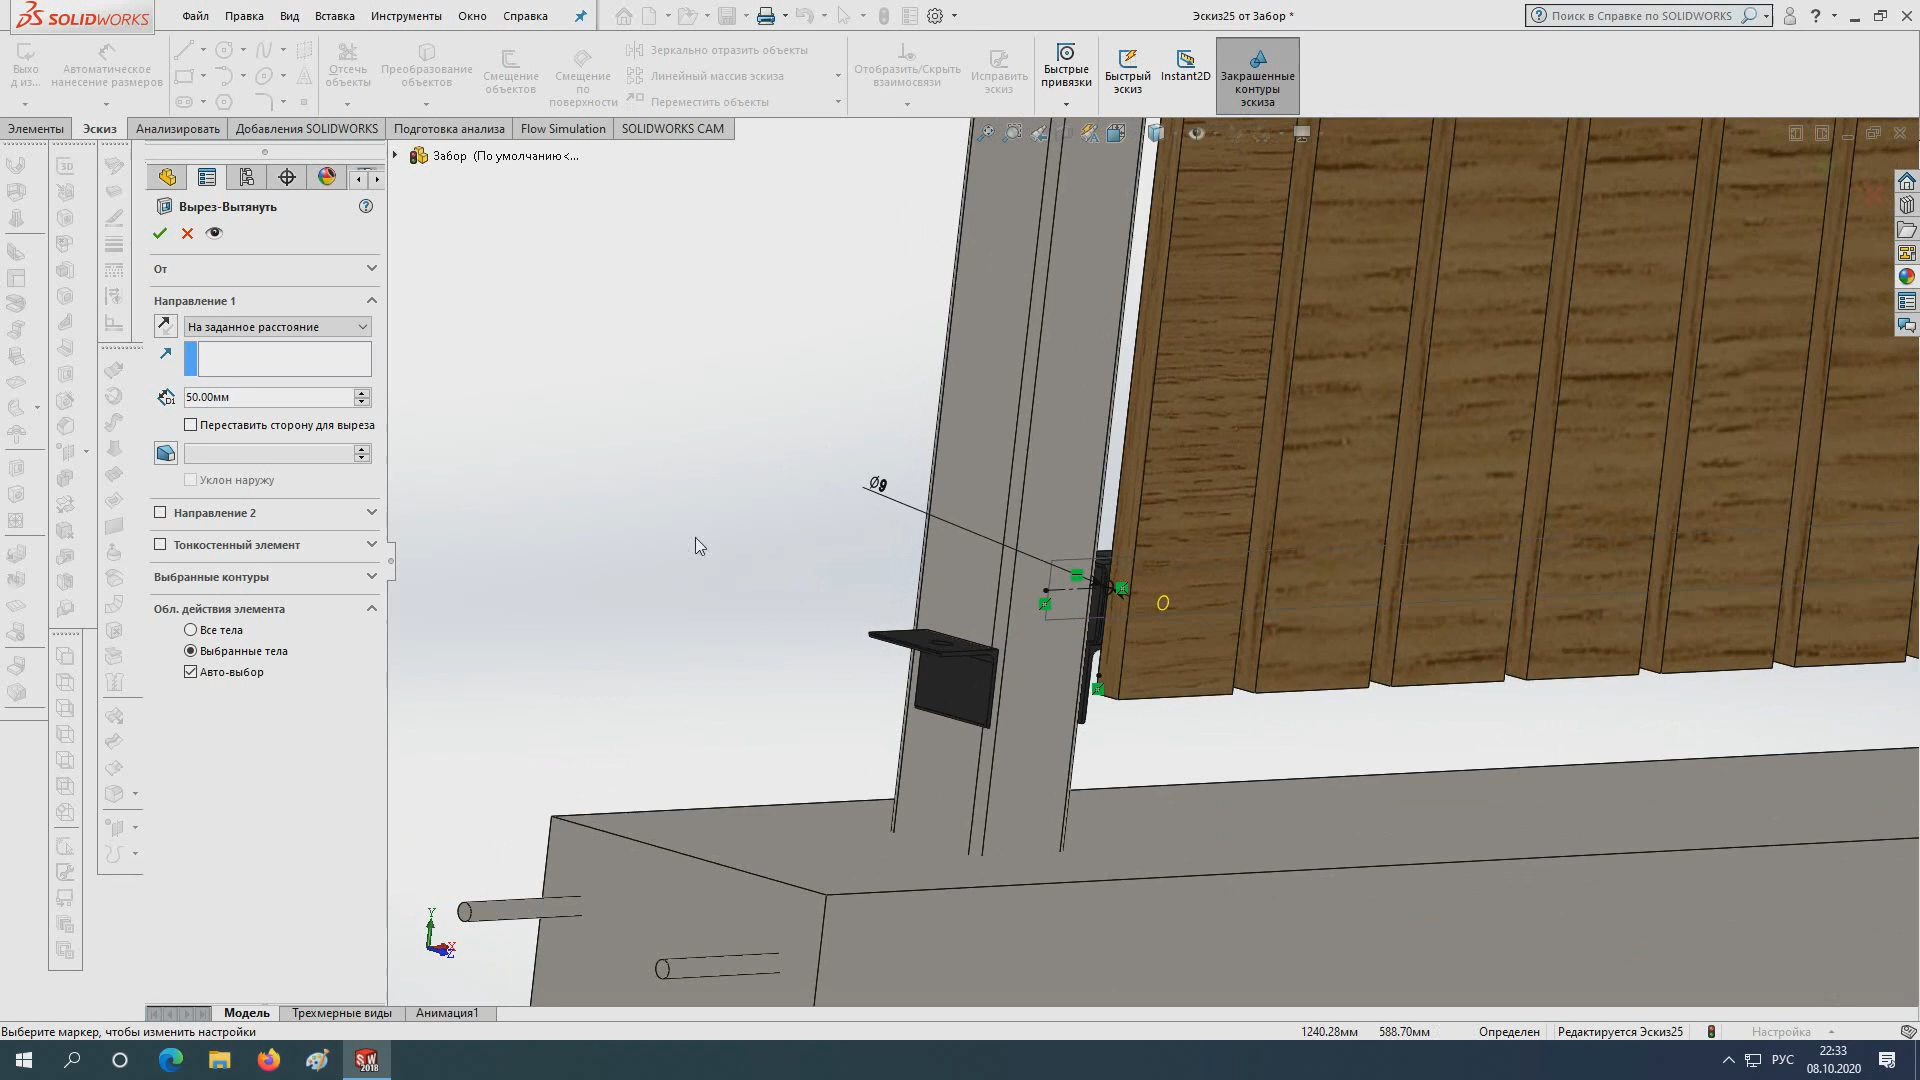 SOLIDWORKS
Файл Правка Вид Вставка Инструменты Окно Справка
Эскиз25 от Забор *
Поиск в Справке по SOLIDWORKS
Выхо д из...
Автоматическое нанесение размеров
Отсечь объекты
Преобразование объектов
Смещение объектов
Смещение по поверхности
Зеркально отразить объекты
Линейный массив эскиза
Переместить объекты
Отобразить/Скрыть взаимосвязи
Исправить эскиз
Быстрые привязки
Быстрый эскиз
Instant2D
Закрашенные контуры эскиза
Элементы Эскиз Анализировать Добавления SOLIDWORKS Подготовка анализа Flow Simulation SOLIDWORKS CAM
Забор (По умолчанию<...
Вырез-Вытянуть
От
Направление 1
На заданное расстояние
D1
50.00мм
Переставить сторону для выреза
Уклон наружу
Направление 2
Тонкостенный элемент
Выбранные контуры
Обл. действия элемента
Все тела
Выбранные тела
Авто-выбор
3D
Ø9
Y
X
Z
Модель Трехмерные виды Анимация1
Выберите маркер, чтобы изменить настройки
1240.28мм 588.70мм Определен Редактируется Эскиз25 Настройка
SW 2018
РУС
22:33
08.10.2020